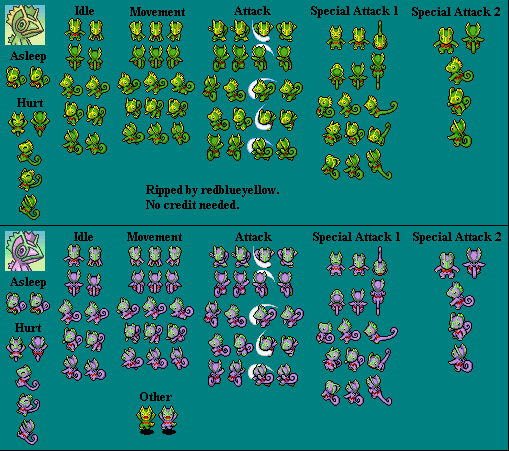 Idle Movement Attack Special Attack 1 Special Attack 2
Asleep
Hurt
Ripped by redblueyellow.
No credit needed.
Idle Movement Attack Special Attack 1 Special Attack 2
Asleep
Hurt
Other